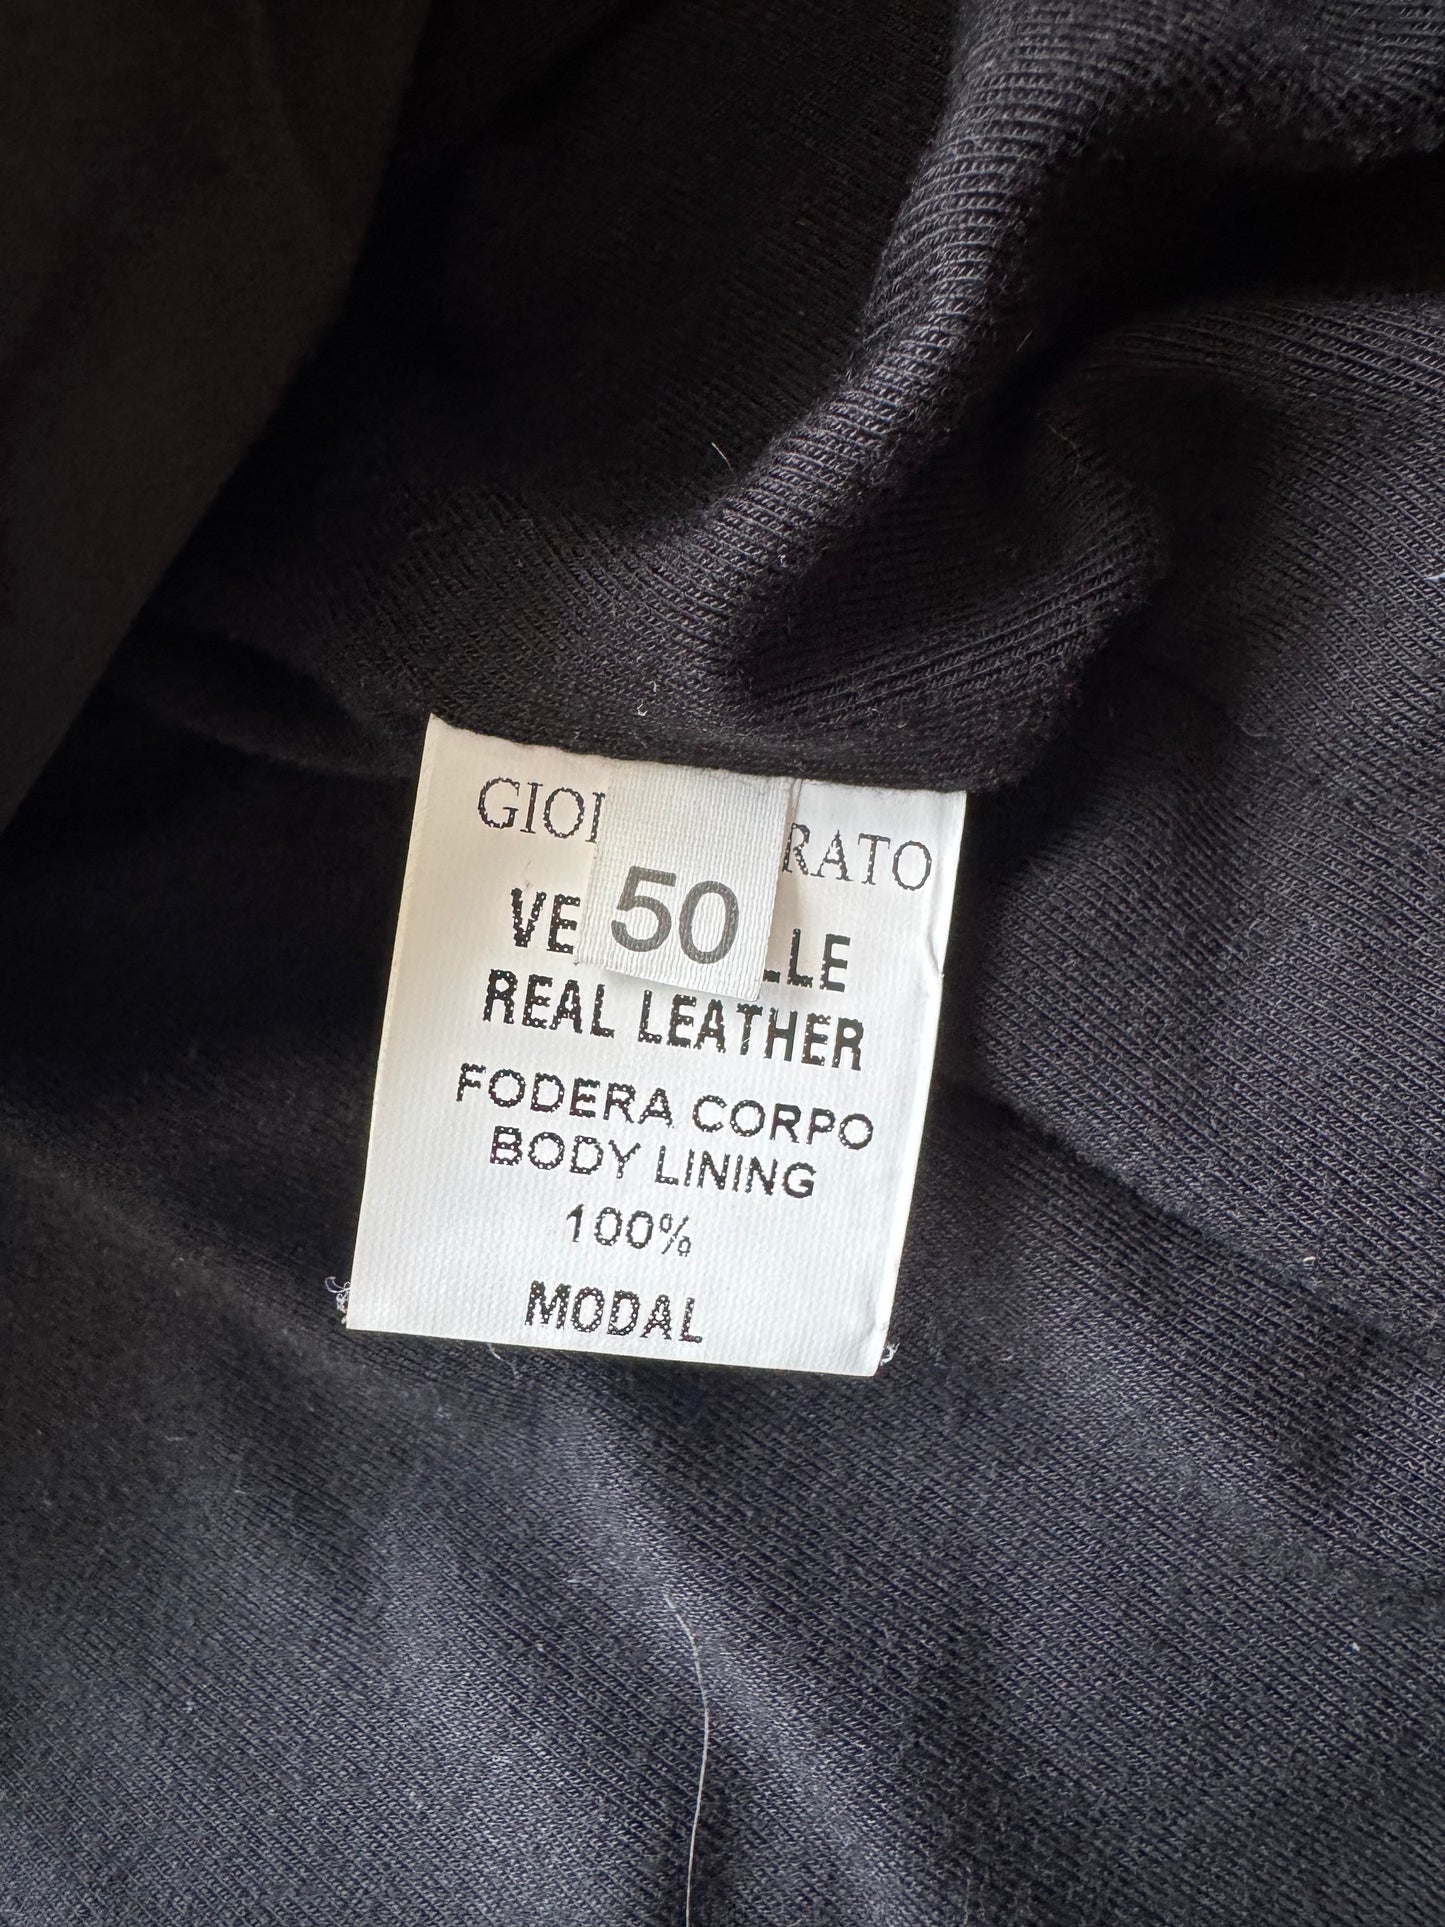 50
REAL LEATHER
FODERA CORPO
BODY LINING
100%
MODAL